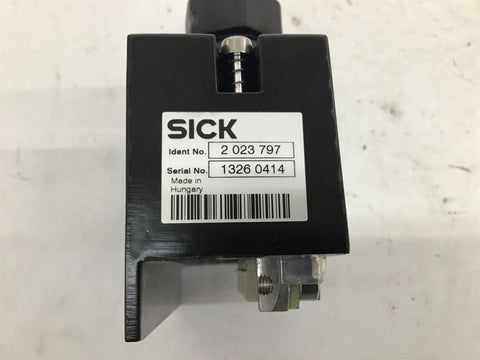 SICK
Ident No. 2 023 797
Serial No. 1326 0414
Made in
Hungary